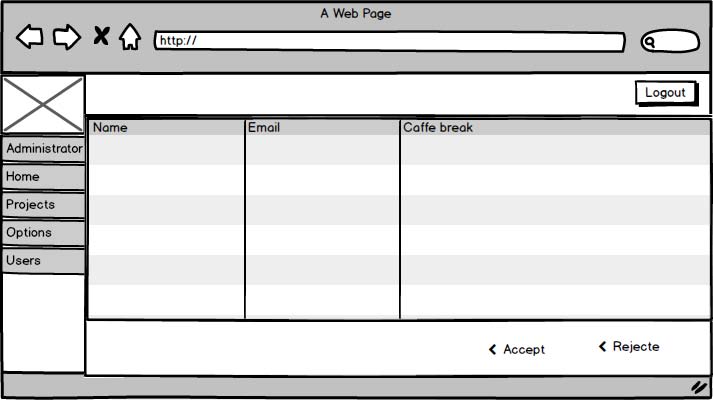 A Web Page
http://
Logout
Name Email Caffe break
Administrator
Home
Projects
Options
Users
Accept Rejecte